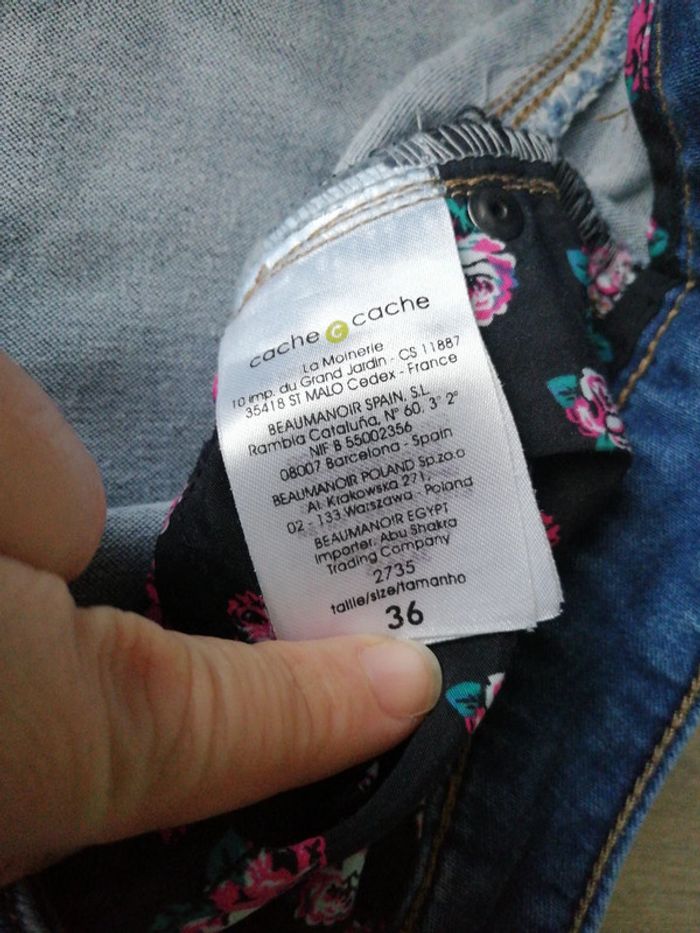 cache c cache
La Moinerie
10 imp. du Grand Jardin - CS 11887
35418 ST MALO Cedex - France
BEAUMANOIR SPAIN, S.L
Rambla Cataluña, Nº 60, 3º 2ª
NIF B 55002356
08007 Barcelona - Spain
BEAUMANOIR POLAND Sp.zo.o
Al. Krakowska 271,
02 - 133 Warszawa - Poland
BEAUMANOIR EGYPT
Importer. Abu Shakra
Trading Company
2735
taille/size/tamanho
36